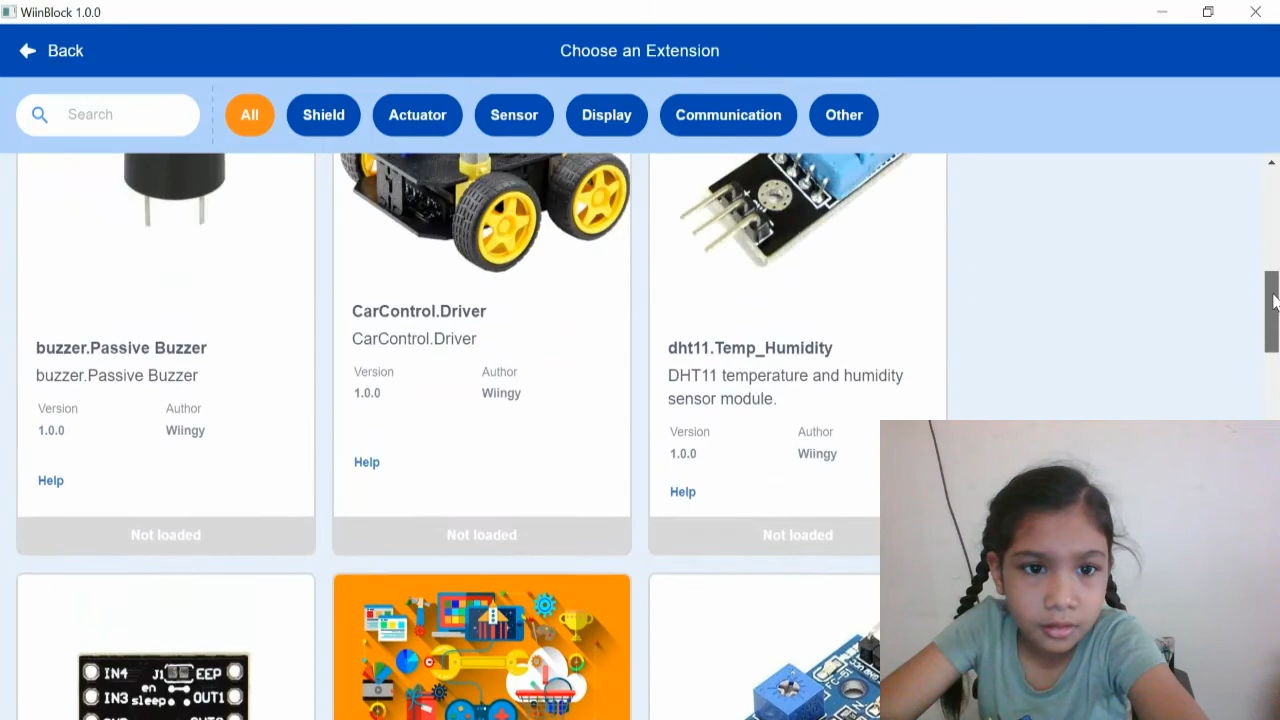 WiinBlock 1.0.0
Back
Choose an Extension
Search
All
Shield
Actuator
Sensor
Display
Communication
Other
buzzer.Passive Buzzer
buzzer.Passive Buzzer
Version
Author
1.0.0
Wiingy
Help
Not loaded
CarControl.Driver
CarControl.Driver
Version
Author
1.0.0
Wiingy
Help
Not loaded
dht11.Temp_Humidity
DHT11 temperature and humidity
sensor module.
Version
Author
1.0.0
Wiingy
Help
Not loaded
IN4
J1
EEP
en
IN3
sleep
OUT1